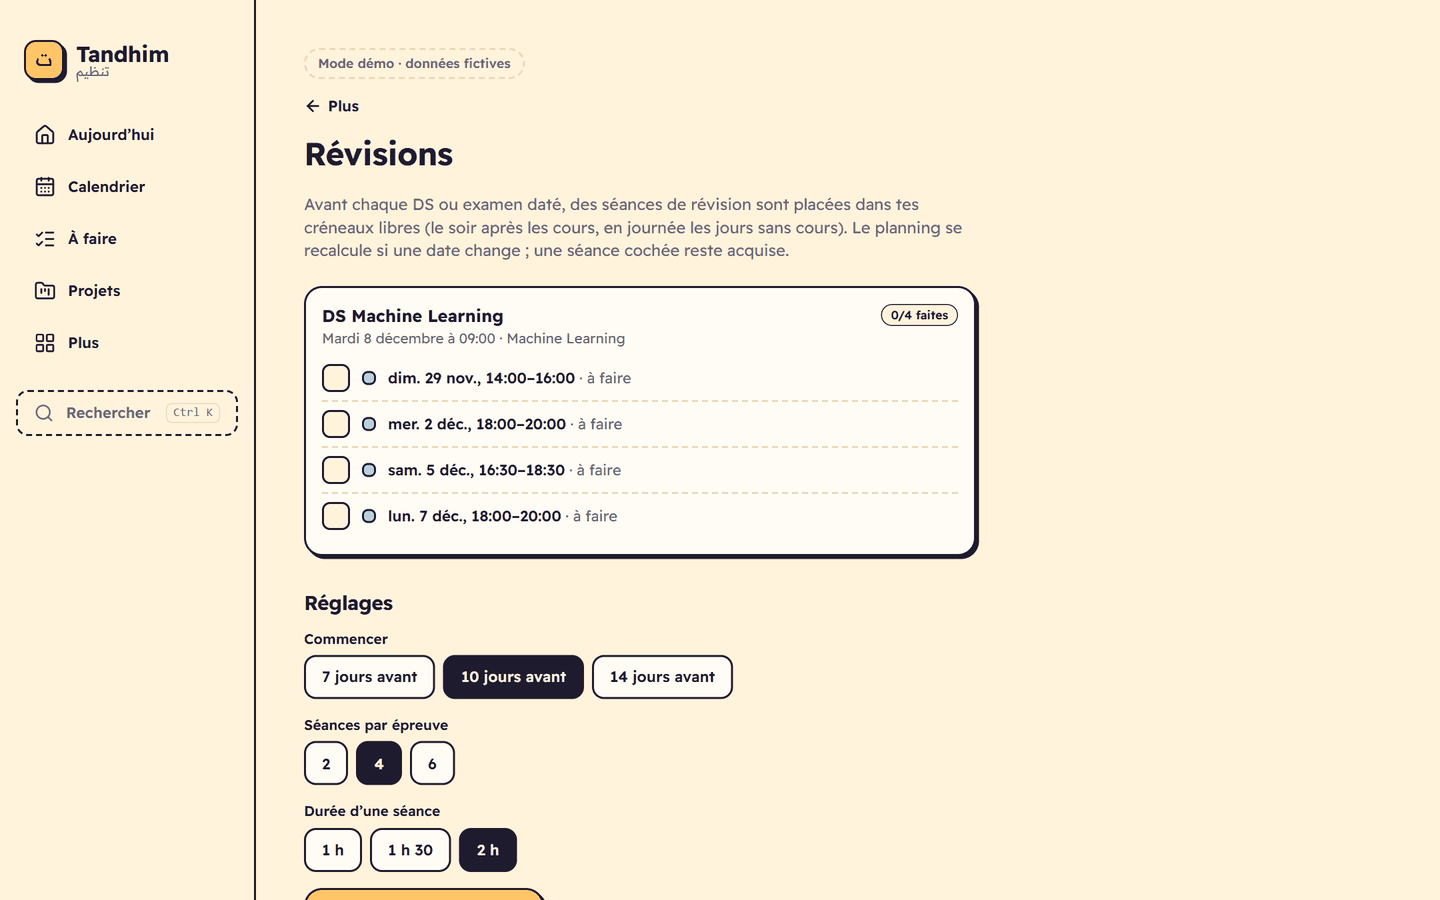 ت
Tandhim
تنظيم
Aujourd’hui
Calendrier
À faire
Projets
Plus
Rechercher Ctrl K
Mode démo · données fictives
← Plus
Révisions
Avant chaque DS ou examen daté, des séances de révision sont placées dans tes
créneaux libres (le soir après les cours, en journée les jours sans cours). Le planning se
recalcule si une date change ; une séance cochée reste acquise.
DS Machine Learning 0/4 faites
Mardi 8 décembre à 09:00 · Machine Learning
dim. 29 nov., 14:00–16:00 · à faire
mer. 2 déc., 18:00–20:00 · à faire
sam. 5 déc., 16:30–18:30 · à faire
lun. 7 déc., 18:00–20:00 · à faire
Réglages
Commencer
7 jours avant 10 jours avant 14 jours avant
Séances par épreuve
2 4 6
Durée d’une séance
1 h 1 h 30 2 h